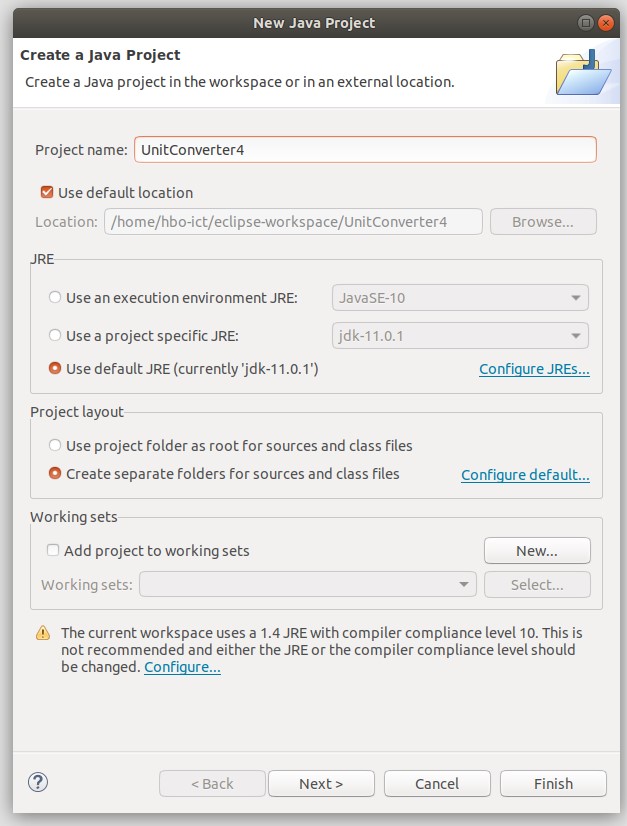 New Java Project
Create a Java Project
Create a Java project in the workspace or in an external location.
Project name: UnitConverter4
Use default location
Location: /home/hbo-ict/eclipse-workspace/UnitConverter4 Browse...
JRE
Use an execution environment JRE: JavaSE-10
Use a project specific JRE: jdk-11.0.1
Use default JRE (currently 'jdk-11.0.1') Configure JREs...
Project layout
Use project folder as root for sources and class files
Create separate folders for sources and class files Configure default...
Working sets
Add project to working sets New...
Working sets: Select...
The current workspace uses a 1.4 JRE with compiler compliance level 10. This is
not recommended and either the JRE or the compiler compliance level should
be changed. Configure...
? < Back Next > Cancel Finish